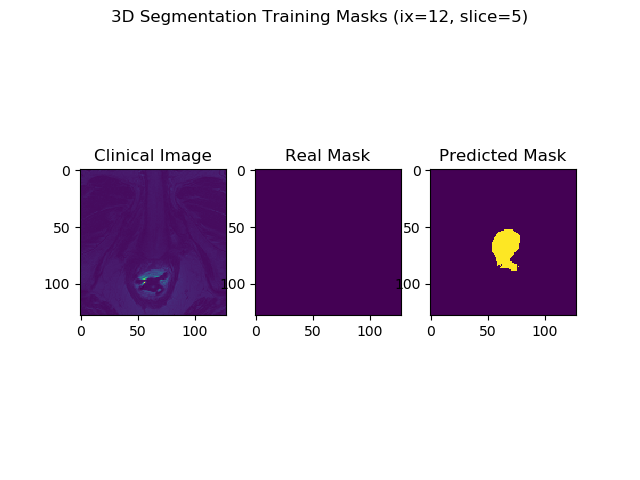 3D Segmentation Training Masks (ix=12, slice=5)
Clinical Image Real Mask Predicted Mask
0 0 0
50 50 50
100 100 100
0 50 100 0 50 100 0 50 100